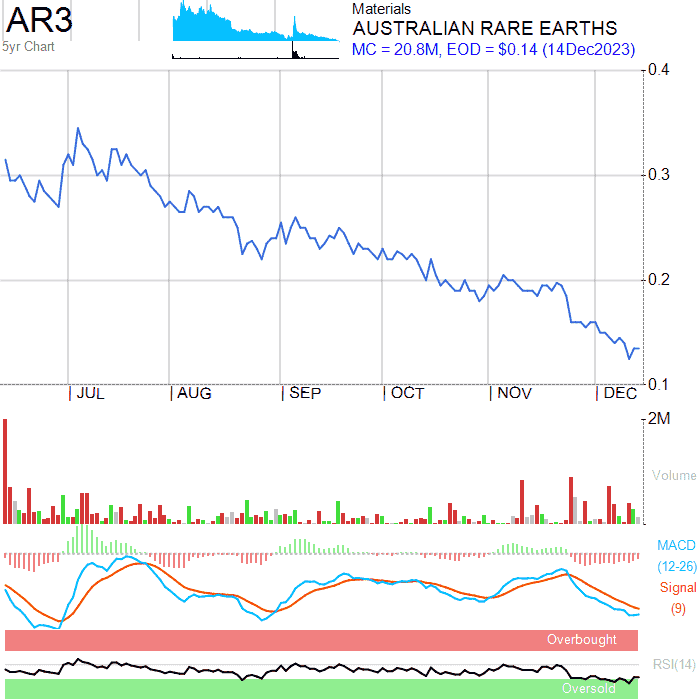 AR3
5yr Chart
Materials
AUSTRALIAN RARE EARTHS
MC = 20.8M, EOD = $0.14 (14Dec2023)
0.4
0.3
0.2
0.1
JUL
AUG
SEP
OCT
NOV
DEC
2M
Volume
MACD
(12-26)
Signal
(9)
Overbought
RSI(14)
Oversold